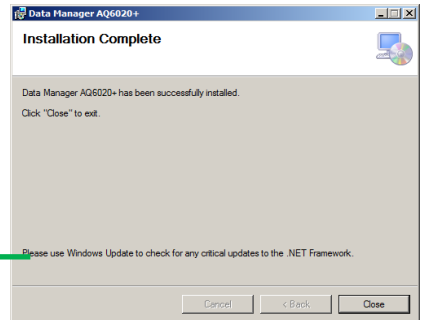 Data Manager AQ6020+
Installation Complete
Data Manager AQ6020+ has been successfully installed.
Click "Close" to exit.
Please use Windows Update to check for any critical updates to the .NET Framework.
Cancel
< Back
Close